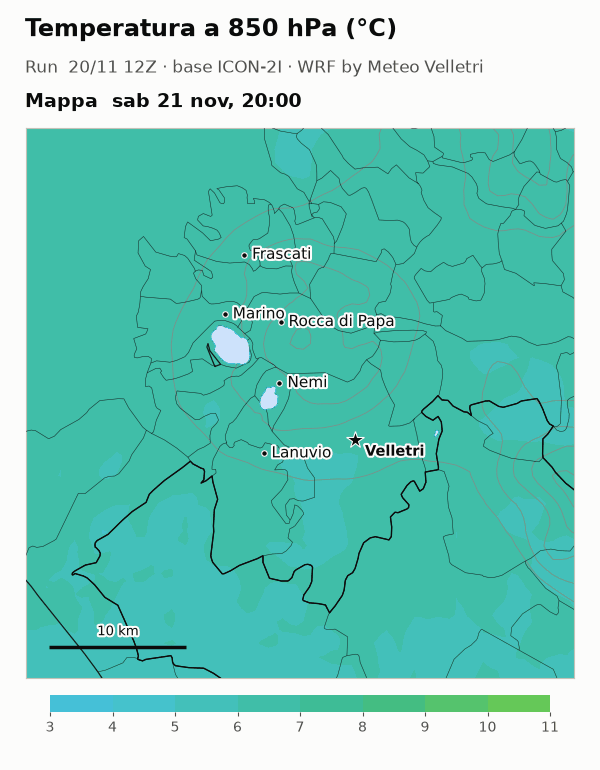 Temperatura a 850 hPa (°C)
Run  20/11 12Z · base ICON-2I · WRF by Meteo Velletri
Mappa  sab 21 nov, 20:00
Frascati
Marino
Rocca di Papa
Nemi
Velletri
Lanuvio
10 km
3 4 5 6 7 8 9 10 11